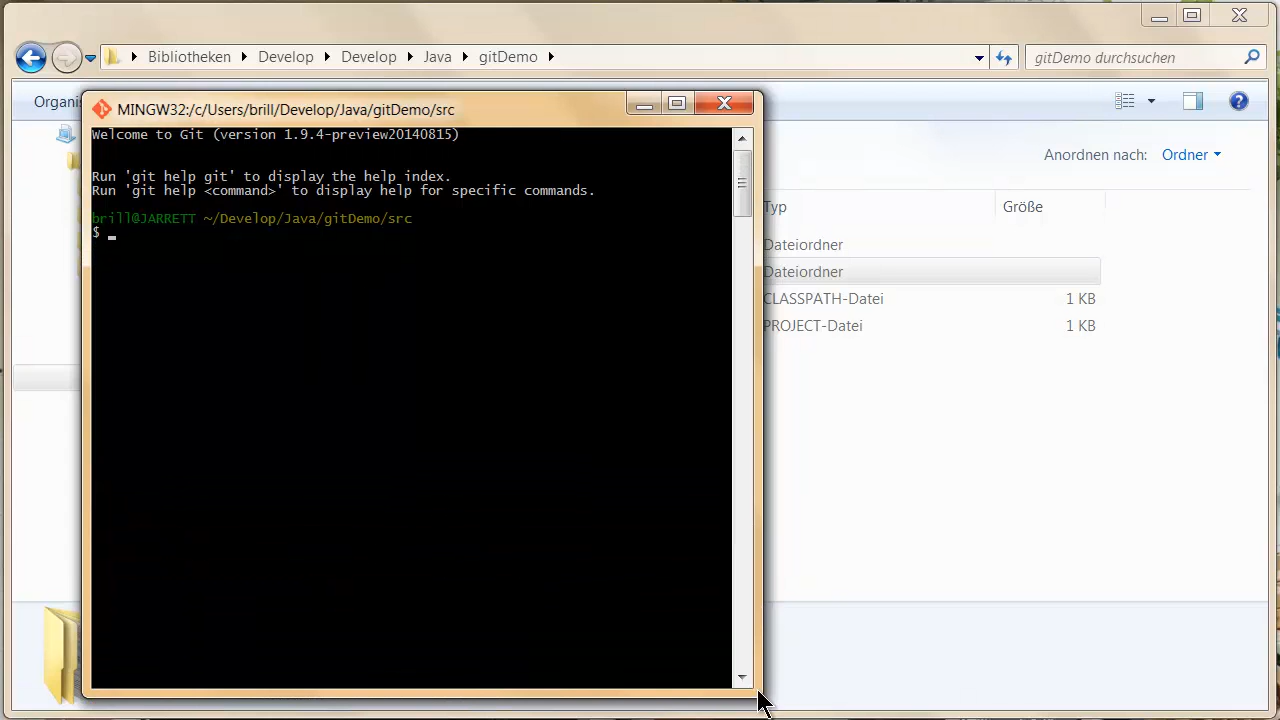 Bibliotheken Develop Develop Java gitDemo
gitDemo durchsuchen
MINGW32:/c/Users/brill/Develop/Java/gitDemo/src
Anordnen nach: Ordner
Welcome to Git (version 1.9.4-preview20140815)
Run 'git help git' to display the help index.
Run 'git help <command>' to display help for specific commands.
brill@JARRETT ~/Develop/Java/gitDemo/src
$
Typ Größe
Dateiordner
Dateiordner
CLASSPATH-Datei 1 KB
PROJECT-Datei 1 KB